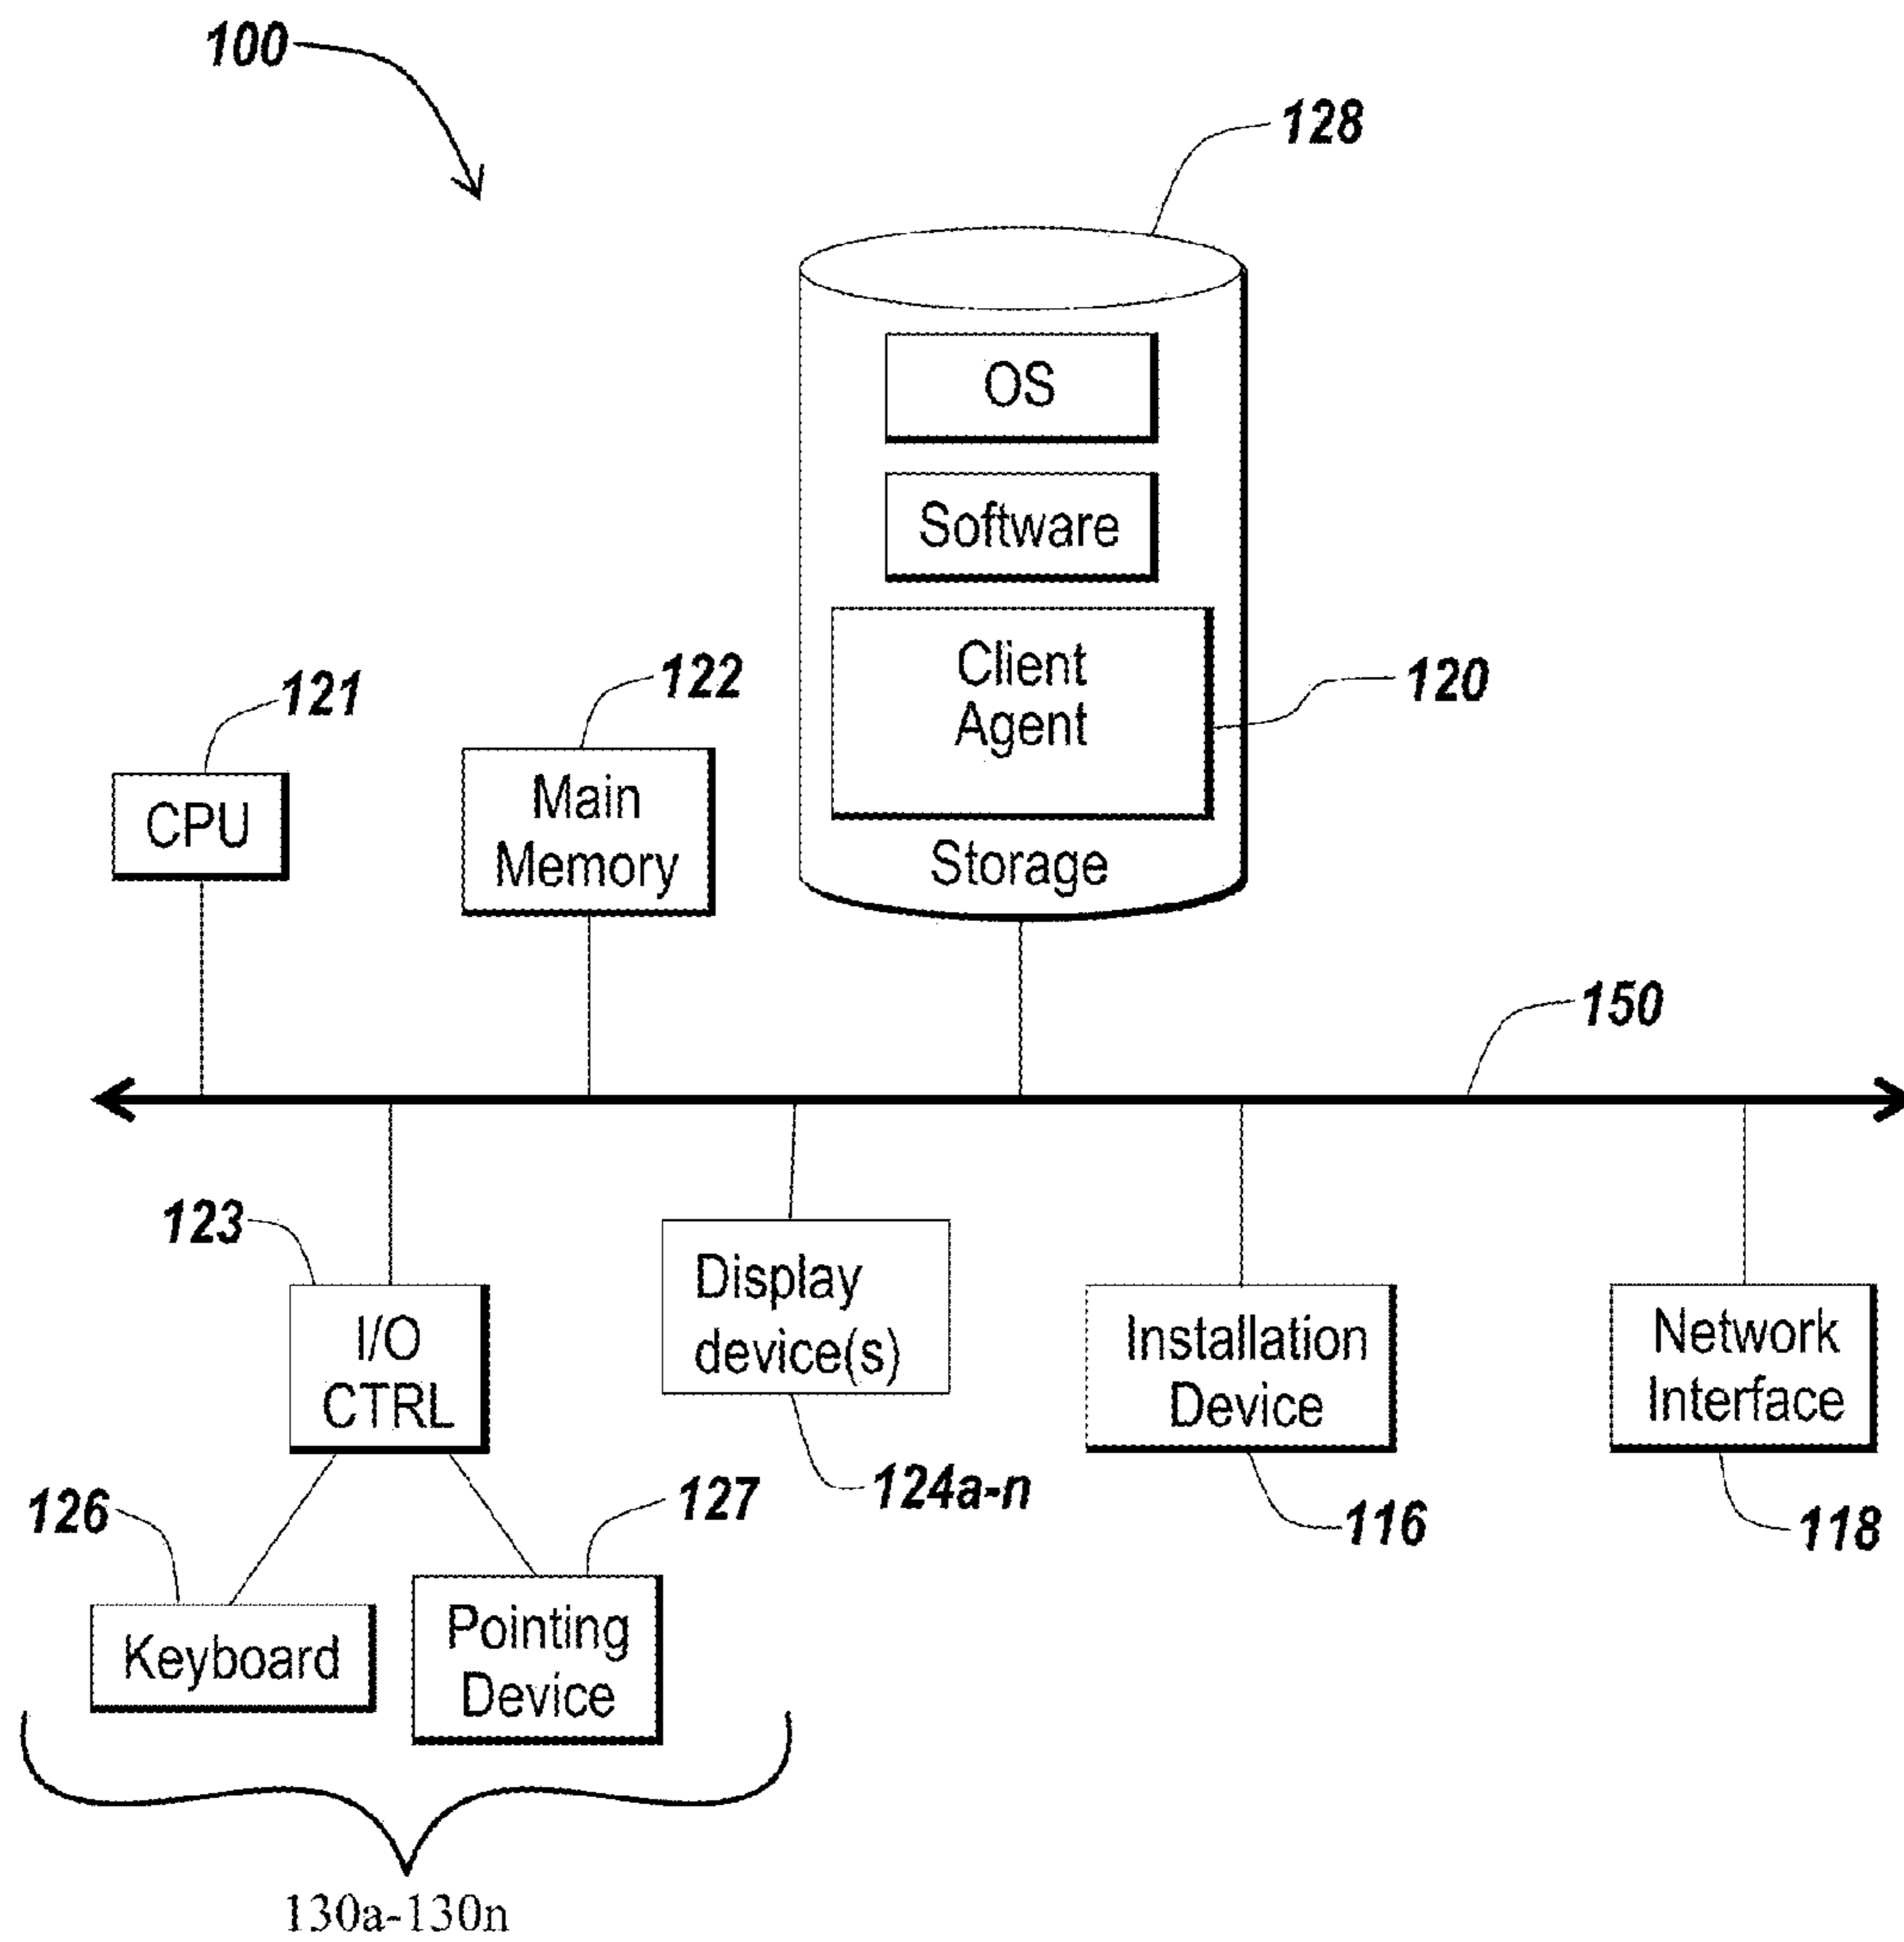 100
128
OS
Software
Client
Agent
120
Storage
121
CPU
122
Main
Memory
150
123
I/O
CTRL
Display
device(s)
124a-n
Installation
Device
116
Network
Interface
118
126
Keyboard
127
Pointing
Device
130a-130n